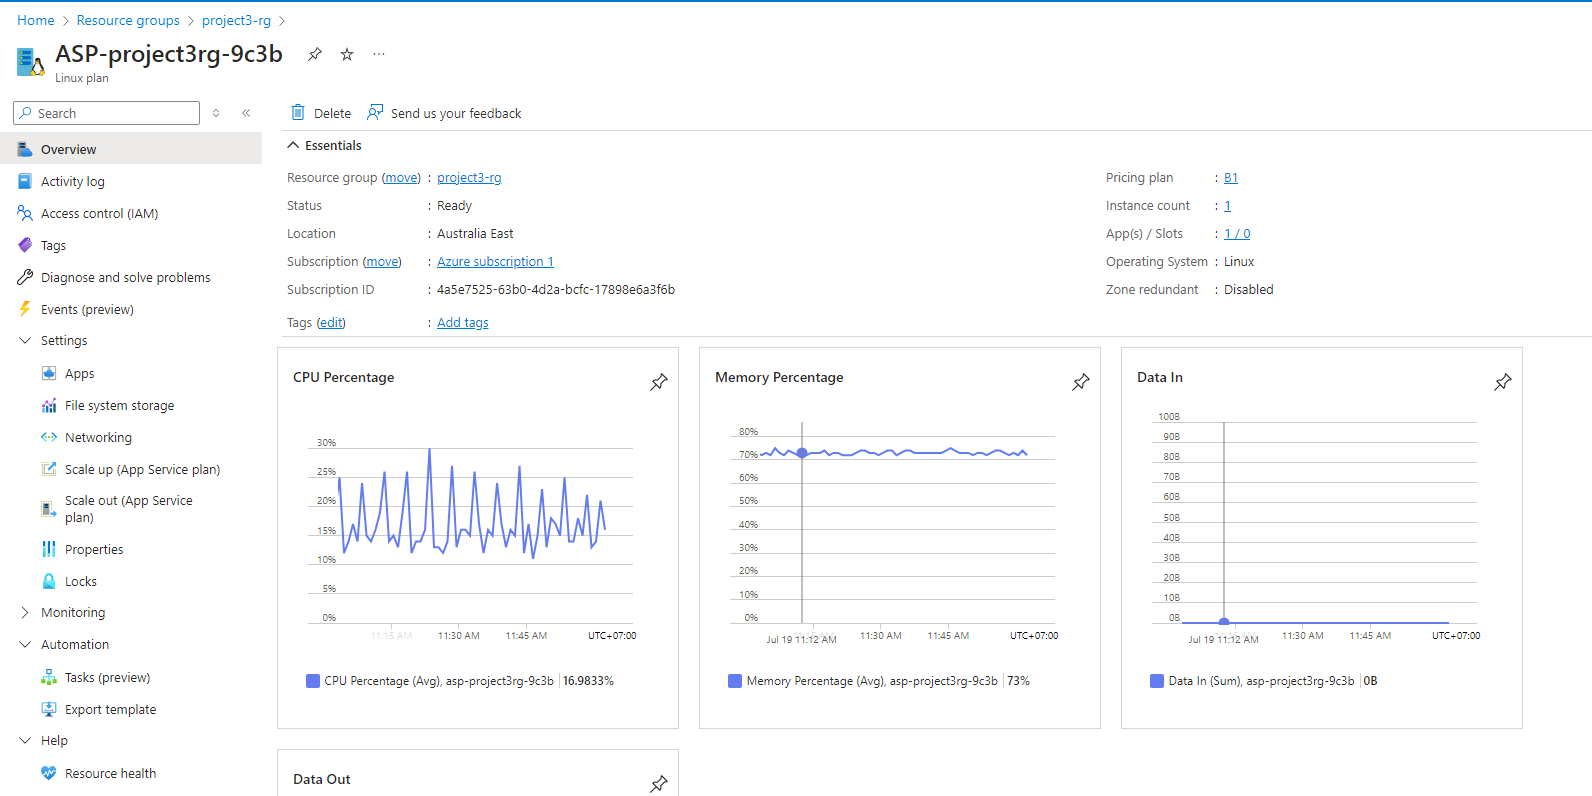 Home > Resource groups > project3-rg >
ASP-project3rg-9c3b ...
Linux plan
Search
Overview
Activity log
Access control (IAM)
Tags
Diagnose and solve problems
Events (preview)
Settings
Apps
File system storage
Networking
Scale up (App Service plan)
Scale out (App Service
plan)
Properties
Locks
Monitoring
Automation
Tasks (preview)
Export template
Help
Resource health
Delete Send us your feedback
Essentials
Resource group (move) : project3-rg
Status : Ready
Location : Australia East
Subscription (move) : Azure subscription 1
Subscription ID : 4a5e7525-63b0-4d2a-bcfc-17898e6a3f6b
Tags (edit) : Add tags
Pricing plan : B1
Instance count : 1
App(s) / Slots : 1 / 0
Operating System : Linux
Zone redundant : Disabled
CPU Percentage
30%
25%
20%
15%
10%
5%
0%
11:15 AM 11:30 AM 11:45 AM UTC+07:00
CPU Percentage (Avg), asp-project3rg-9c3b 16.9833%
Memory Percentage
80%
70%
60%
50%
40%
30%
20%
10%
0%
Jul 19 11:12 AM 11:30 AM 11:45 AM UTC+07:00
Memory Percentage (Avg), asp-project3rg-9c3b 73%
Data In
100B
90B
80B
70B
60B
50B
40B
30B
20B
10B
0B
Jul 19 11:12 AM 11:30 AM 11:45 AM UTC+07:00
Data In (Sum), asp-project3rg-9c3b 0B
Data Out